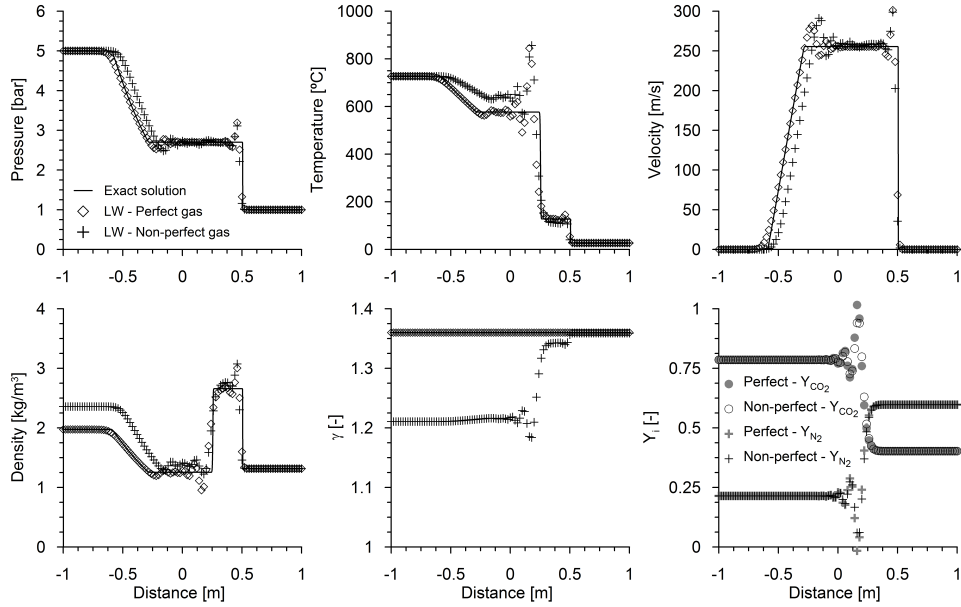 Pressure [bar]
5
4
3
2
1
0
-1 -0.5 0 0.5 1
Exact solution
LW - Perfect gas
LW - Non-perfect gas
Temperature [ºC]
1000
800
600
400
200
0
-1 -0.5 0 0.5 1
Velocity [m/s]
300
250
200
150
100
50
0
-1 -0.5 0 0.5 1
Density [kg/m³]
4
3
2
1
0
-1 -0.5 0 0.5 1
Distance [m]
γ [-]
1.4
1.3
1.2
1.1
1
-1 -0.5 0 0.5 1
Distance [m]
Yi [-]
1
0.75
0.5
0.25
0
Perfect - YCO2
Non-perfect - YCO2
Perfect - YN2
Non-perfect - YN2
-1 -0.5 0 0.5 1
Distance [m]